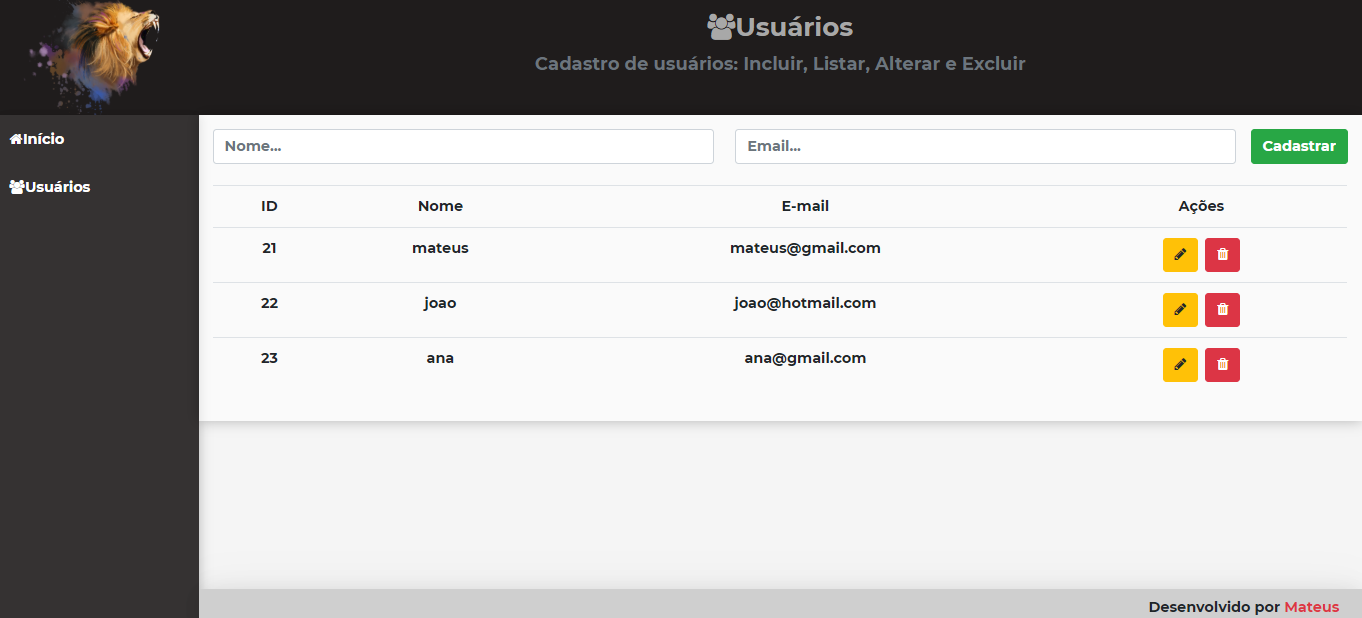 Usuários
Cadastro de usuários: Incluir, Listar, Alterar e Excluir
Início
Usuários
Nome... Email... Cadastrar
ID Nome E-mail Ações
21 mateus mateus@gmail.com
22 joao joao@hotmail.com
23 ana ana@gmail.com
Desenvolvido por Mateus